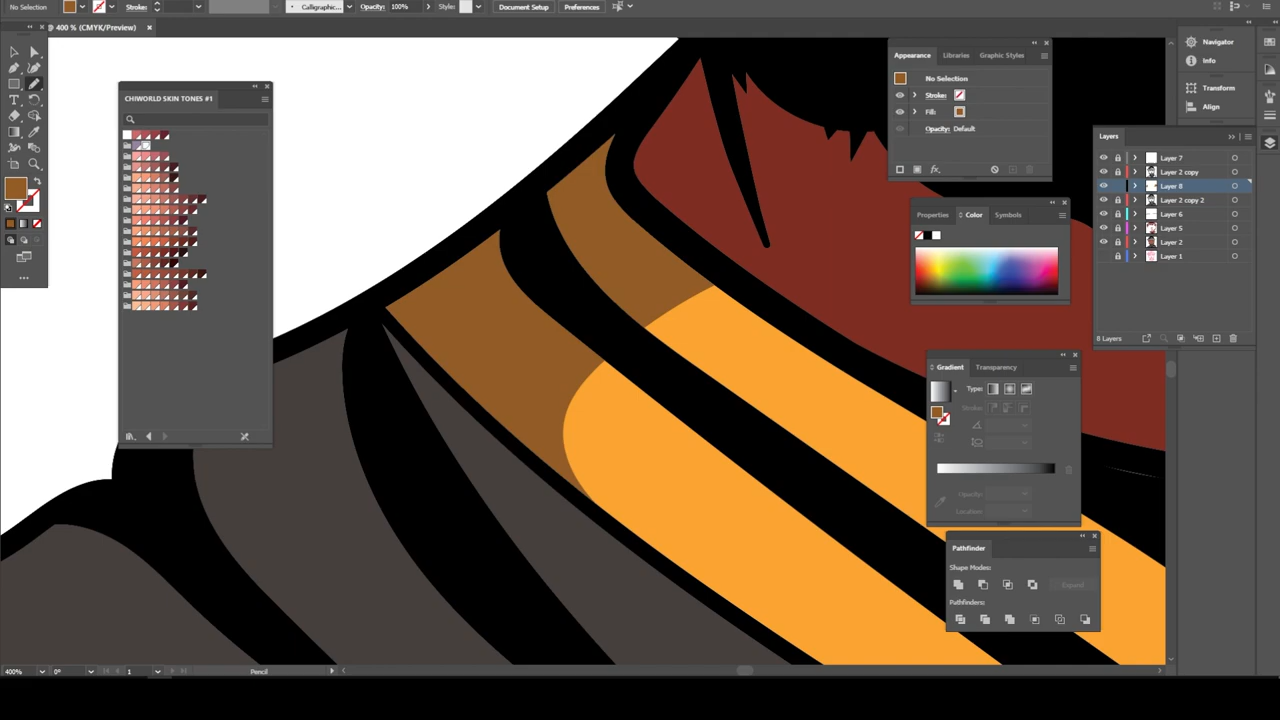 No Selection
Stroke:
Calligraphic...
Opacity: 100%
Style:
Document Setup
Preferences
@ 400 % (CMYK/Preview)
CHIWORLD SKIN TONES #1
Appearance
Libraries
Graphic Styles
No Selection
Stroke:
Fill:
Opacity: Default
Navigator
Info
Transform
Align
Layers
Layer 7
Layer 2 copy
Layer 8
Layer 2 copy 2
Layer 6
Layer 5
Layer 2
Layer 1
8 Layers
Properties
Color
Symbols
Gradient
Transparency
Type:
Stroke:
Opacity:
Location:
Pathfinder
Shape Modes:
Expand
Pathfinders:
400%
0°
1
Pencil